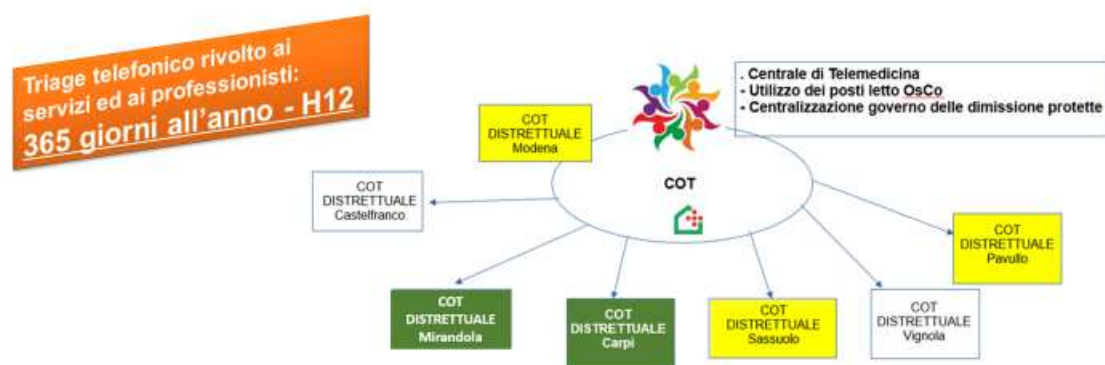 Triage telefonico rivolto ai
servizi ed ai professionisti:
365 giorni all'anno - H12
. Centrale di Telemedicina
- Utilizzo dei posti letto OsCo
- Centralizzazione governo delle dimissione protette
COT
DISTRETTUALE
Modena
COT
COT
DISTRETTUALE
Castelfranco
COT
DISTRETTUALE
Pavullo
COT
DISTRETTUALE
Mirandola
COT
DISTRETTUALE
Carpi
COT
DISTRETTUALE
Sassuolo
COT
DISTRETTUALE
Vignola